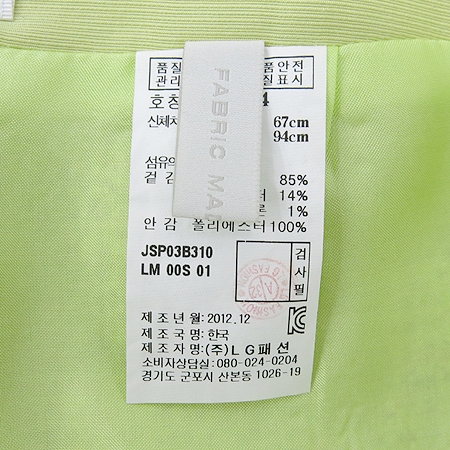 품질 품안전
관리 질표시
호칭 4
신체치 67cm
94cm
섬유의
겉 감 85%
터 14%
1%
안 감 폴리에스터 100%
JSP03B310
LM 00S 01
검사필
제 조 년 월: 2012. 12
제 조 국 명: 한국
제 조 자 명: (주) L G 패 션
소비자상담실: 080-024-0204
경기도 군포시 산본동 1026-19
FABRIC MA